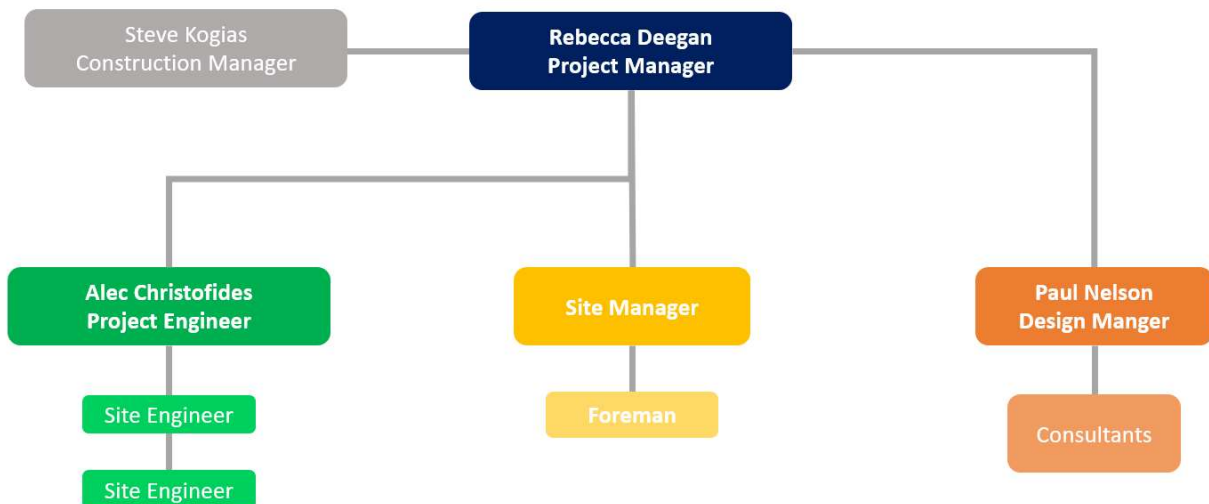 Steve Kogias
Construction Manager
Rebecca Deegan
Project Manager
Alec Christofides
Project Engineer
Site Manager
Paul Nelson
Design Manger
Site Engineer
Foreman
Consultants
Site Engineer